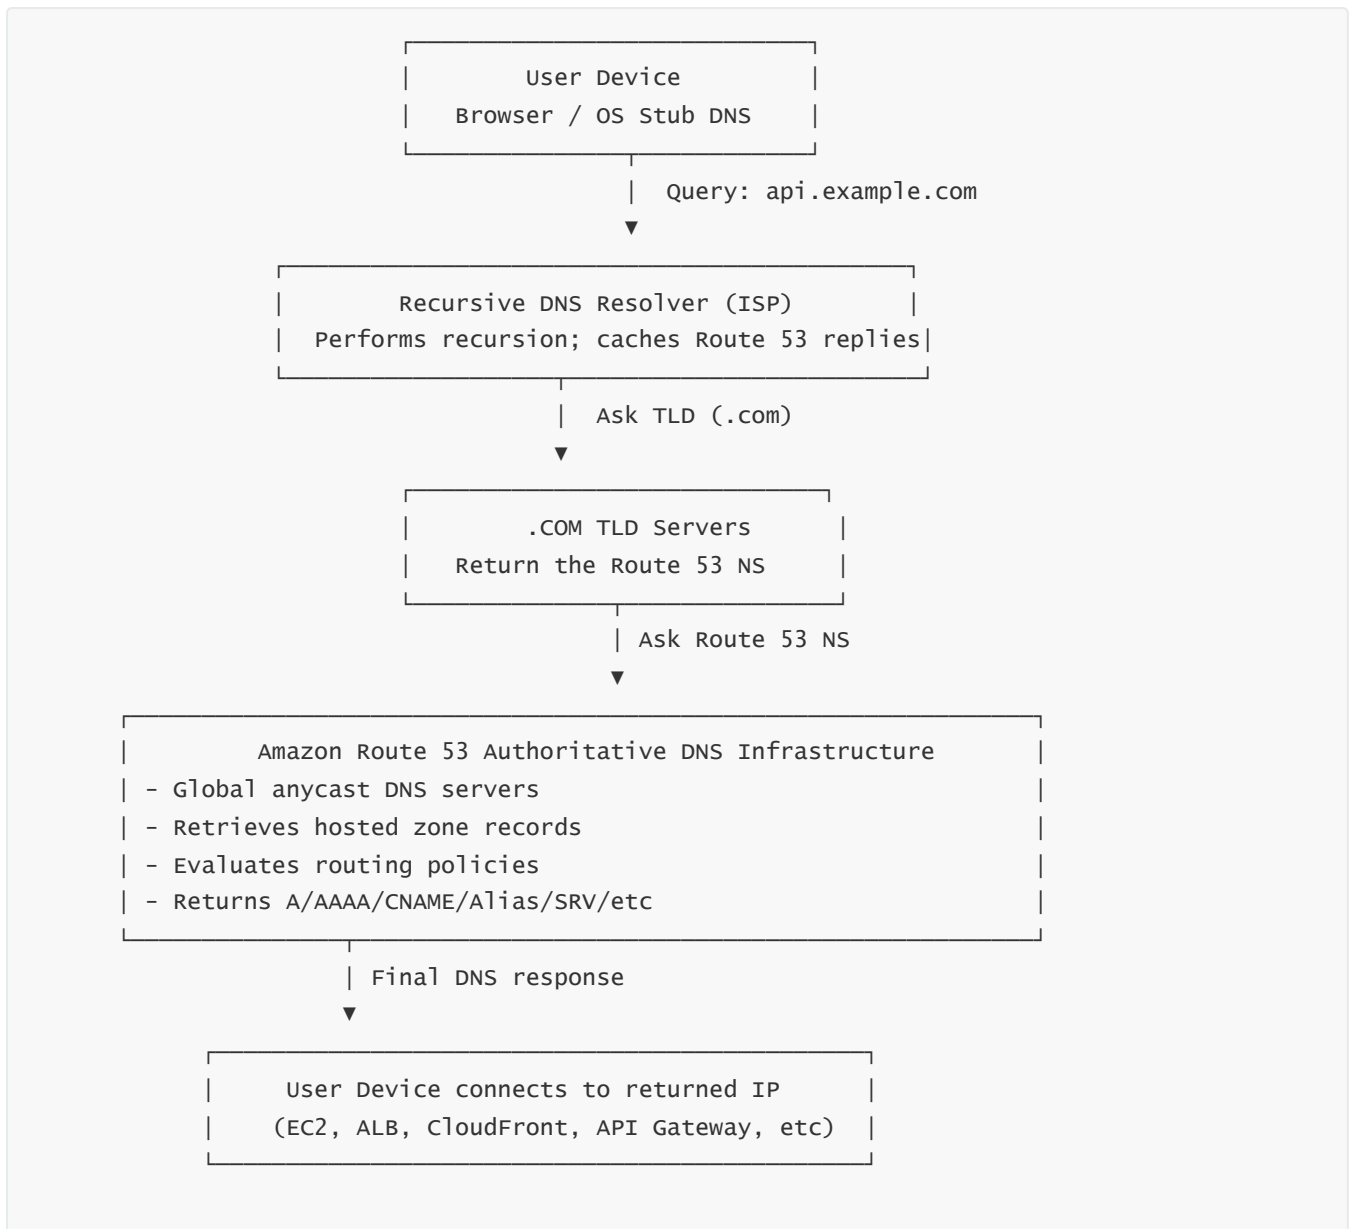 User Device
Browser / OS Stub DNS
Query: api.example.com
Recursive DNS Resolver (ISP)
Performs recursion; caches Route 53 replies
Ask TLD (.com)
.COM TLD Servers
Return the Route 53 NS
Ask Route 53 NS
Amazon Route 53 Authoritative DNS Infrastructure
- Global anycast DNS servers
- Retrieves hosted zone records
- Evaluates routing policies
- Returns A/AAAA/CNAME/Alias/SRV/etc
Final DNS response
User Device connects to returned IP
(EC2, ALB, CloudFront, API Gateway, etc)